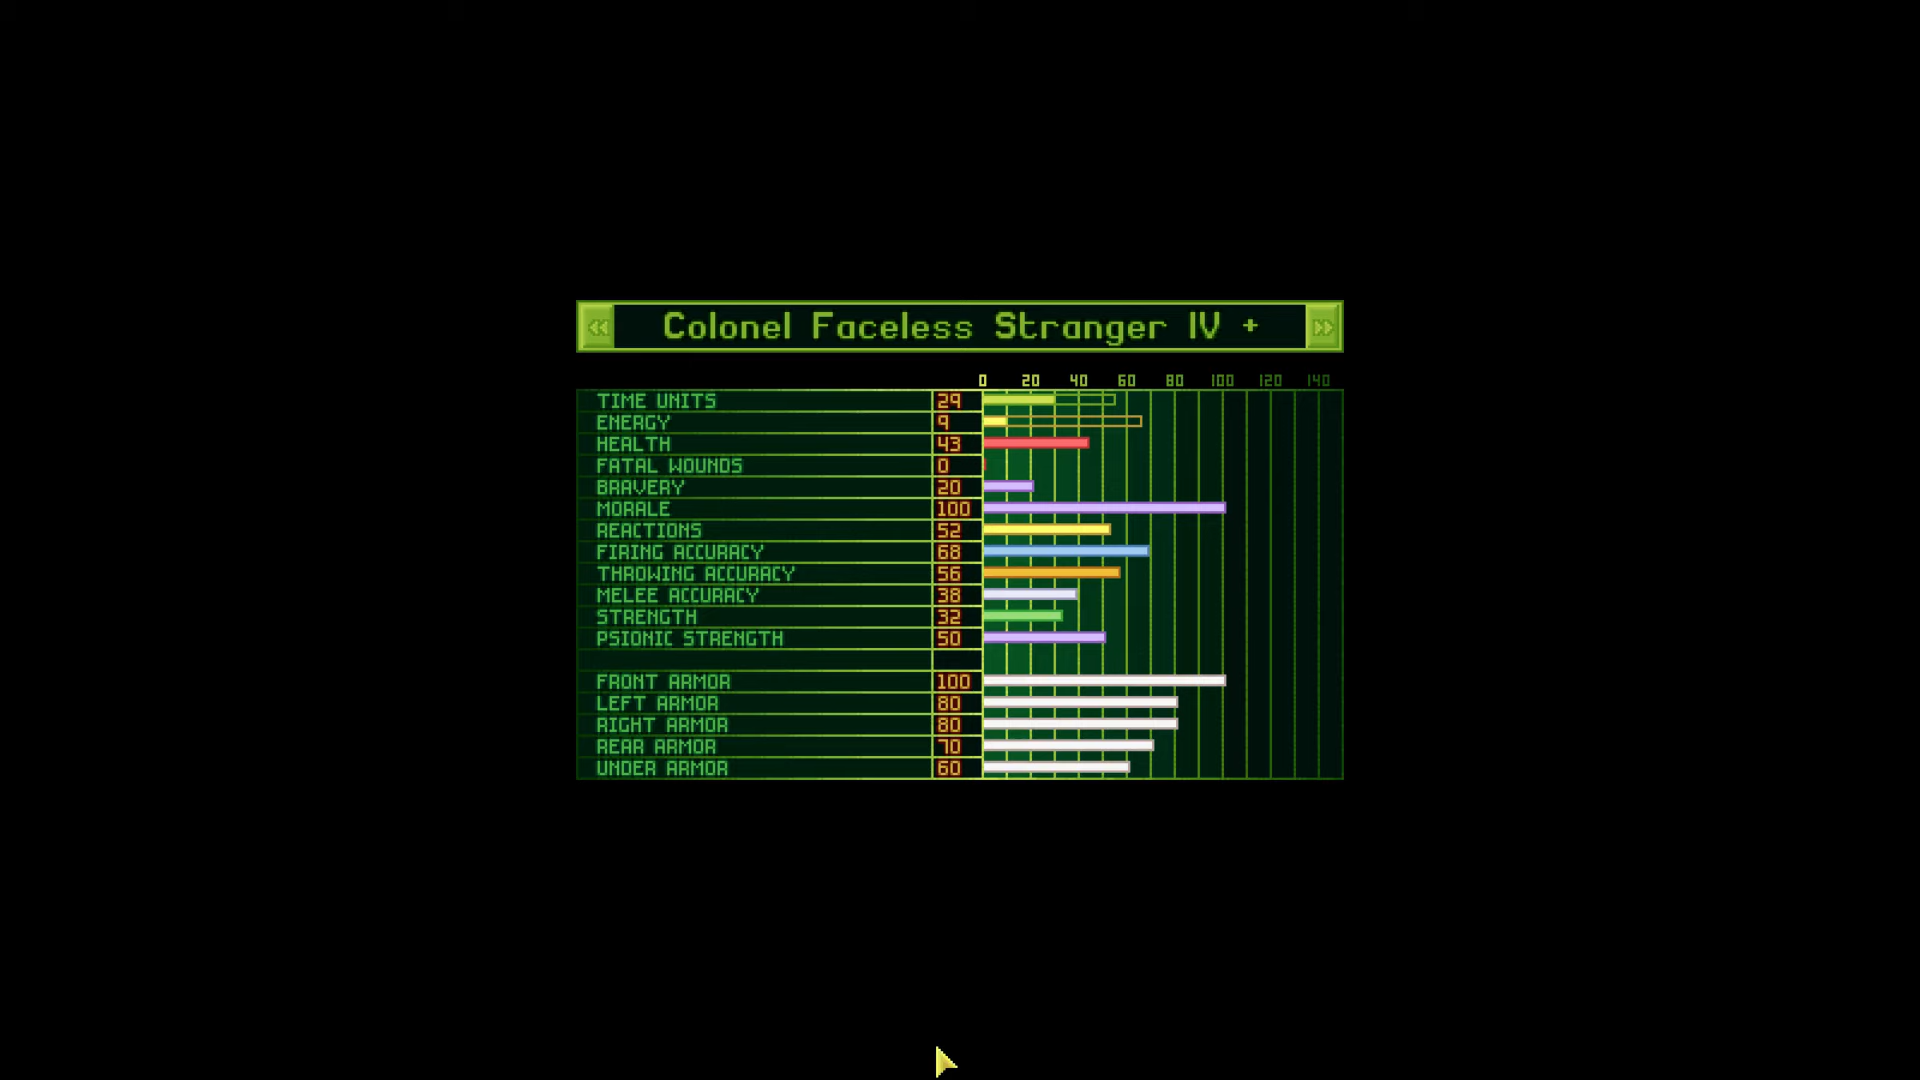 Colonel Faceless Stranger IV +
0 20 40 60 80 100 120 140
TIME UNITS 29
ENERGY 9
HEALTH 43
FATAL WOUNDS 0
BRAVERY 20
MORALE 100
REACTIONS 52
FIRING ACCURACY 68
THROWING ACCURACY 56
MELEE ACCURACY 38
STRENGTH 32
PSIONIC STRENGTH 50
FRONT ARMOR 100
LEFT ARMOR 80
RIGHT ARMOR 80
REAR ARMOR 70
UNDER ARMOR 60